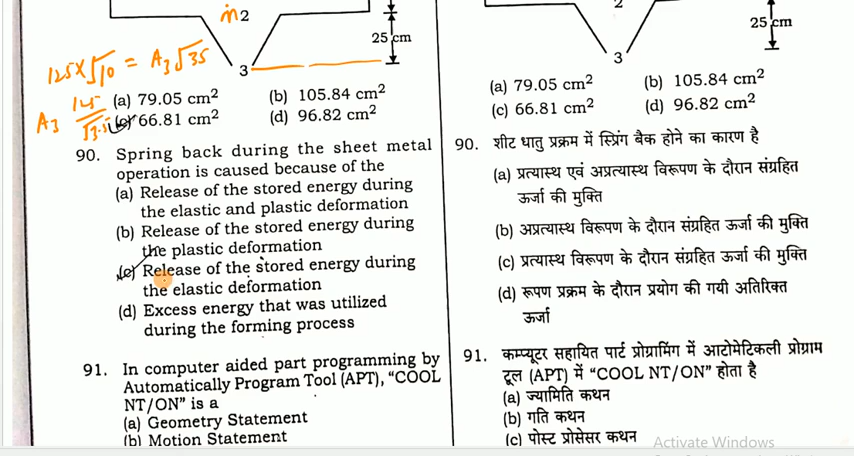 ṁ2
25 cm
3
125 × √10 = A3 √35
A3 125
√3.5
(a) 79.05 cm²
(b) 105.84 cm²
(c) 66.81 cm²
(d) 96.82 cm²
90. Spring back during the sheet metal
operation is caused because of the
(a) Release of the stored energy during
the elastic and plastic deformation
(b) Release of the stored energy during
the plastic deformation
(c) Release of the stored energy during
the elastic deformation
(d) Excess energy that was utilized
during the forming process
91. In computer aided part programming by
Automatically Program Tool (APT), “COOL
NT/ON” is a
(a) Geometry Statement
(b) Motion Statement
2
25 cm
3
(a) 79.05 cm²
(b) 105.84 cm²
(c) 66.81 cm²
(d) 96.82 cm²
90. शीट धातु प्रक्रम में स्प्रिंग बैक होने का कारण है
(a) प्रत्यास्थ एवं अप्रत्यास्थ विरूपण के दौरान संग्रहित
ऊर्जा की मुक्ति
(b) अप्रत्यास्थ विरूपण के दौरान संग्रहित ऊर्जा की मुक्ति
(c) प्रत्यास्थ विरूपण के दौरान संग्रहित ऊर्जा की मुक्ति
(d) रूपण प्रक्रम के दौरान प्रयोग की गयी अतिरिक्त
ऊर्जा
91. कम्प्यूटर सहायित पार्ट प्रोग्रामिंग में आटोमेटिकली प्रोग्राम
टूल (APT) में “COOL NT/ON” होता है
(a) ज्यामिति कथन
(b) गति कथन
(c) पोस्ट प्रोसेसर कथन
Activate Windows